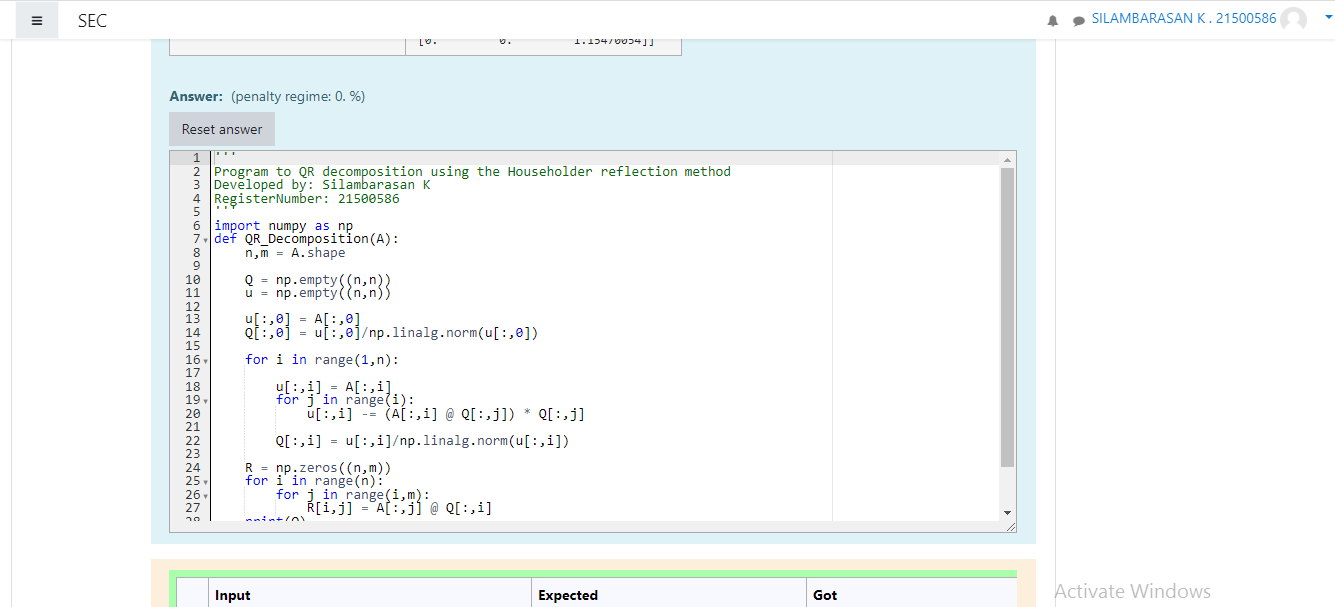 SEC
SILAMBARASAN K . 21500586
[0. 0. 1.15470054]]
Answer: (penalty regime: 0. %)
Reset answer
1 '''
2 Program to QR decomposition using the Householder reflection method
3 Developed by: Silambarasan K
4 RegisterNumber: 21500586
5 '''
6 import numpy as np
7 def QR_Decomposition(A):
8 n,m = A.shape
9
10 Q = np.empty((n,n))
11 u = np.empty((n,n))
12
13 u[:,0] = A[:,0]
14 Q[:,0] = u[:,0]/np.linalg.norm(u[:,0])
15
16 for i in range(1,n):
17
18 u[:,i] = A[:,i]
19 for j in range(i):
20 u[:,i] -= (A[:,i] @ Q[:,j]) * Q[:,j]
21
22 Q[:,i] = u[:,i]/np.linalg.norm(u[:,i])
23
24 R = np.zeros((n,m))
25 for i in range(n):
26 for j in range(i,m):
27 R[i,j] = A[:,j] @ Q[:,i]
28 print(Q)
Input Expected Got
Activate Windows